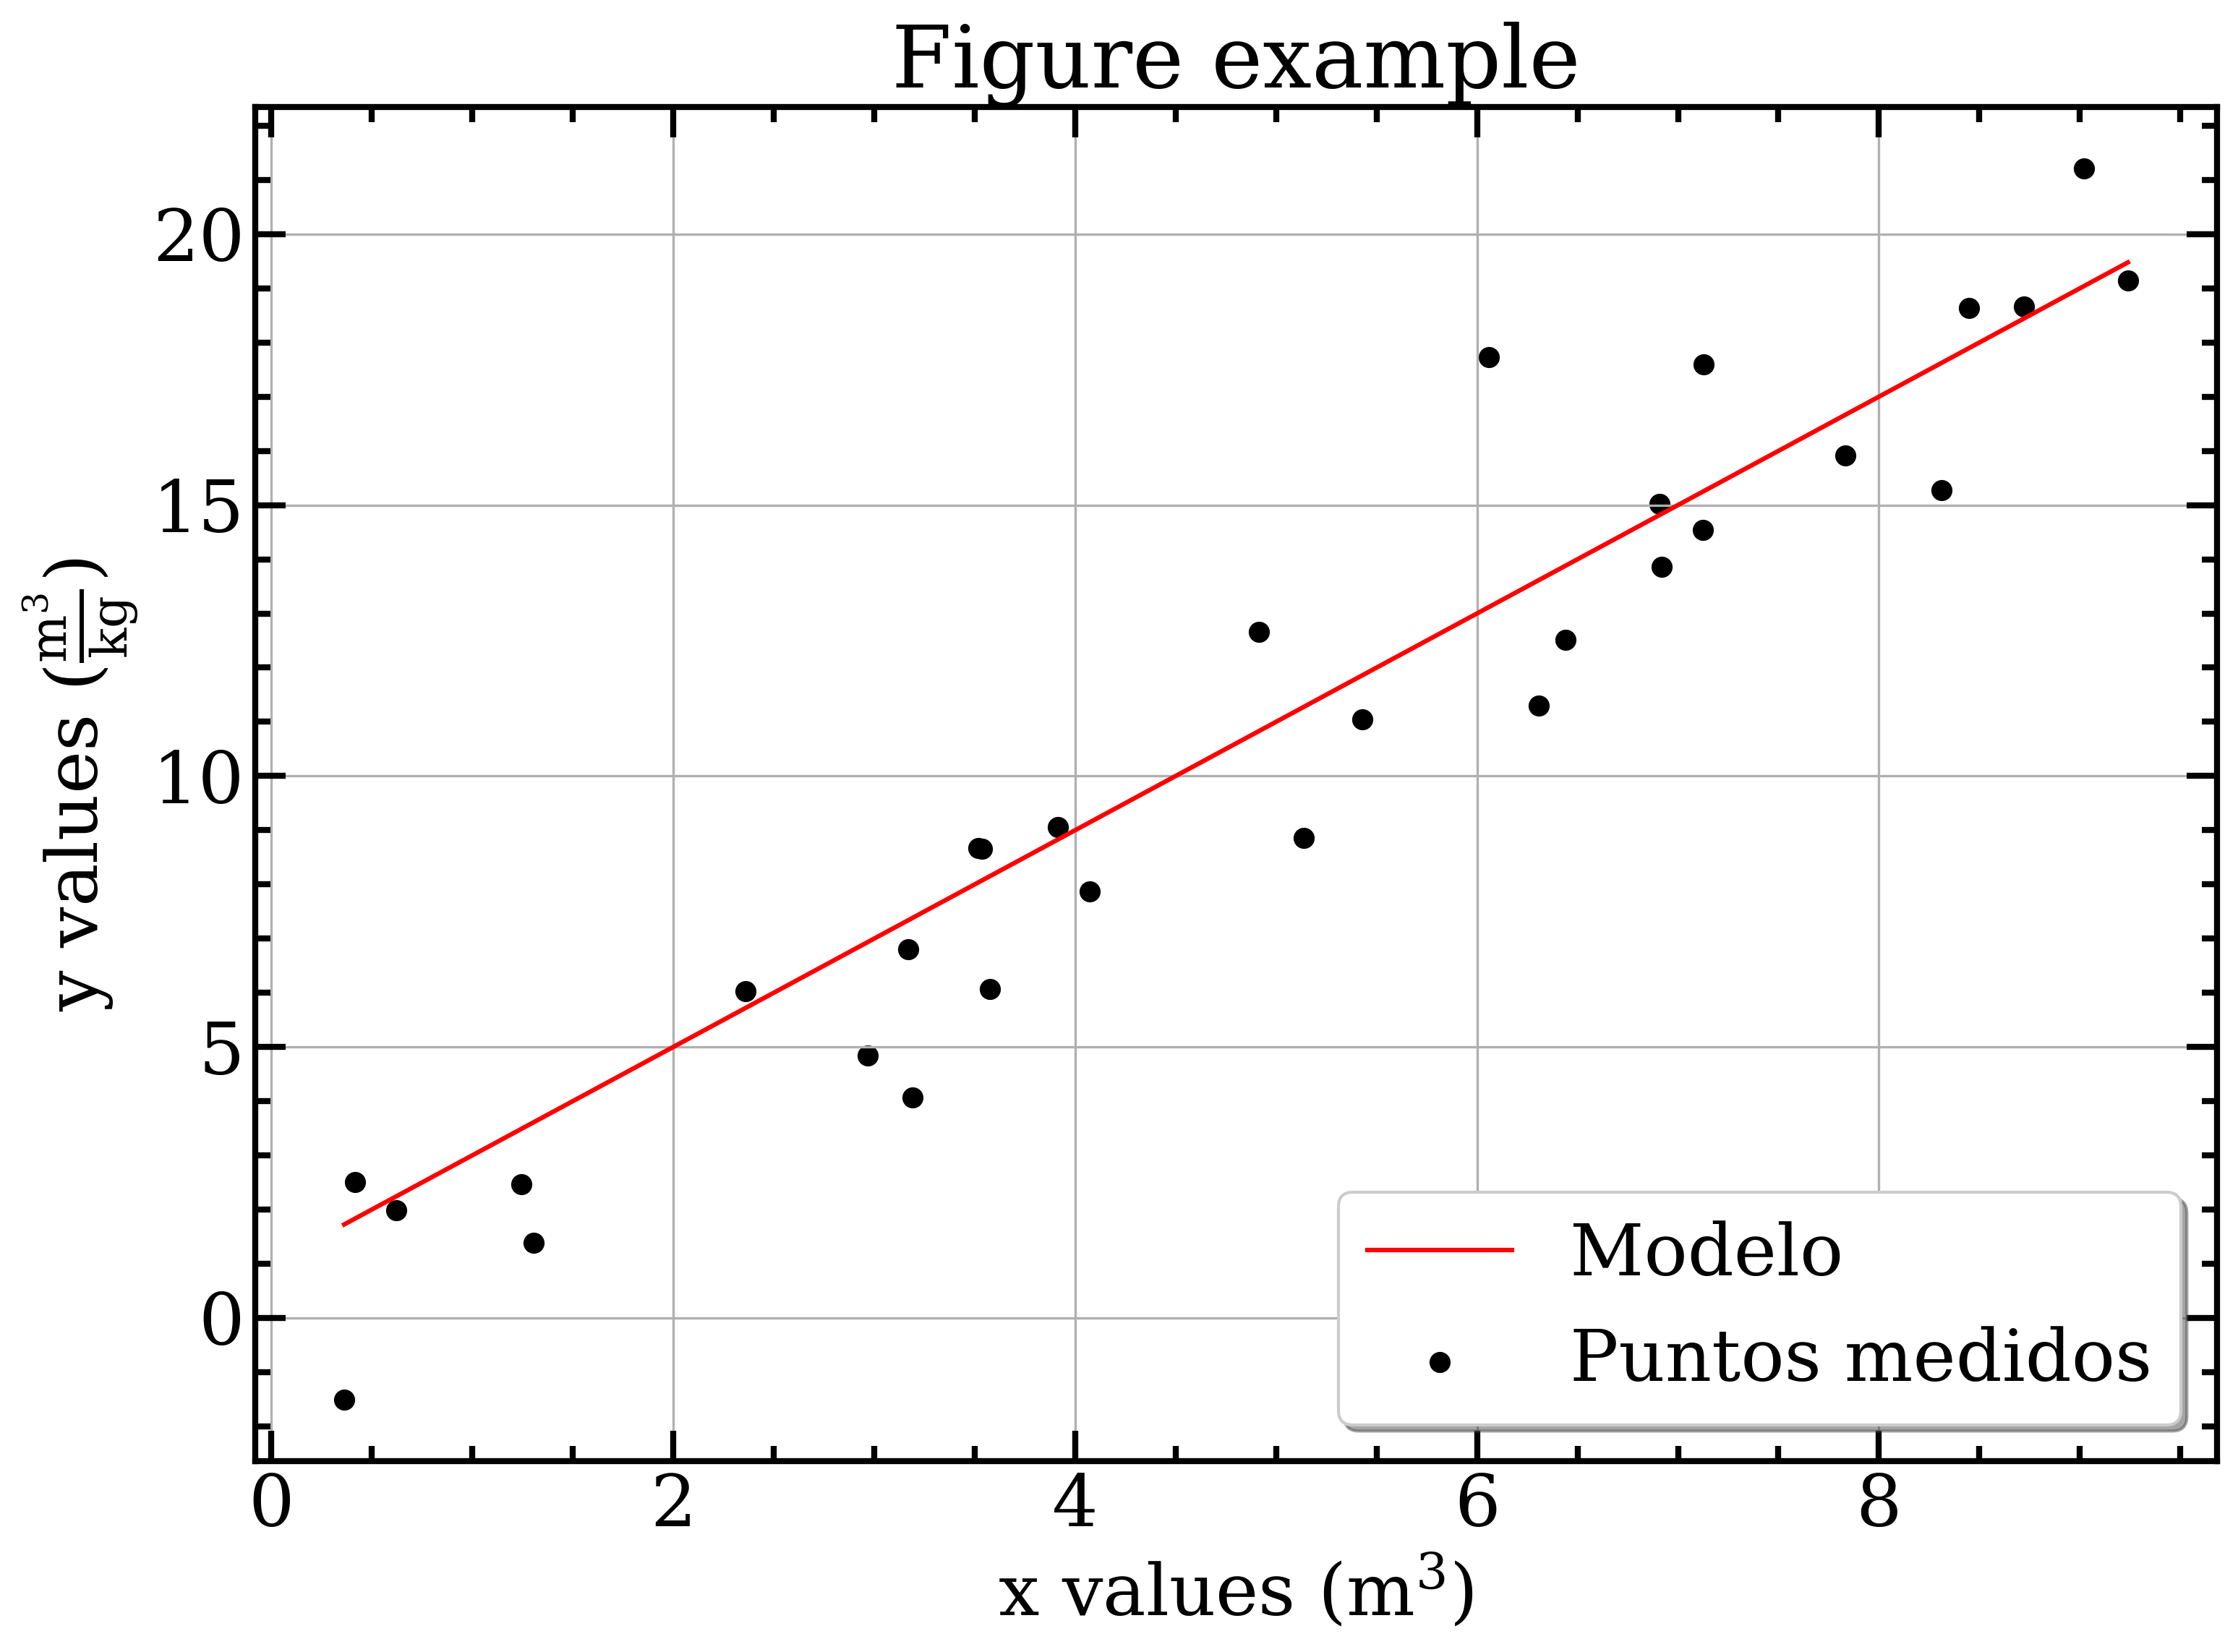 Figure example
20
15
10
5
0
y values (m³/kg)
Modelo
Puntos medidos
0 2 4 6 8
x values (m³)